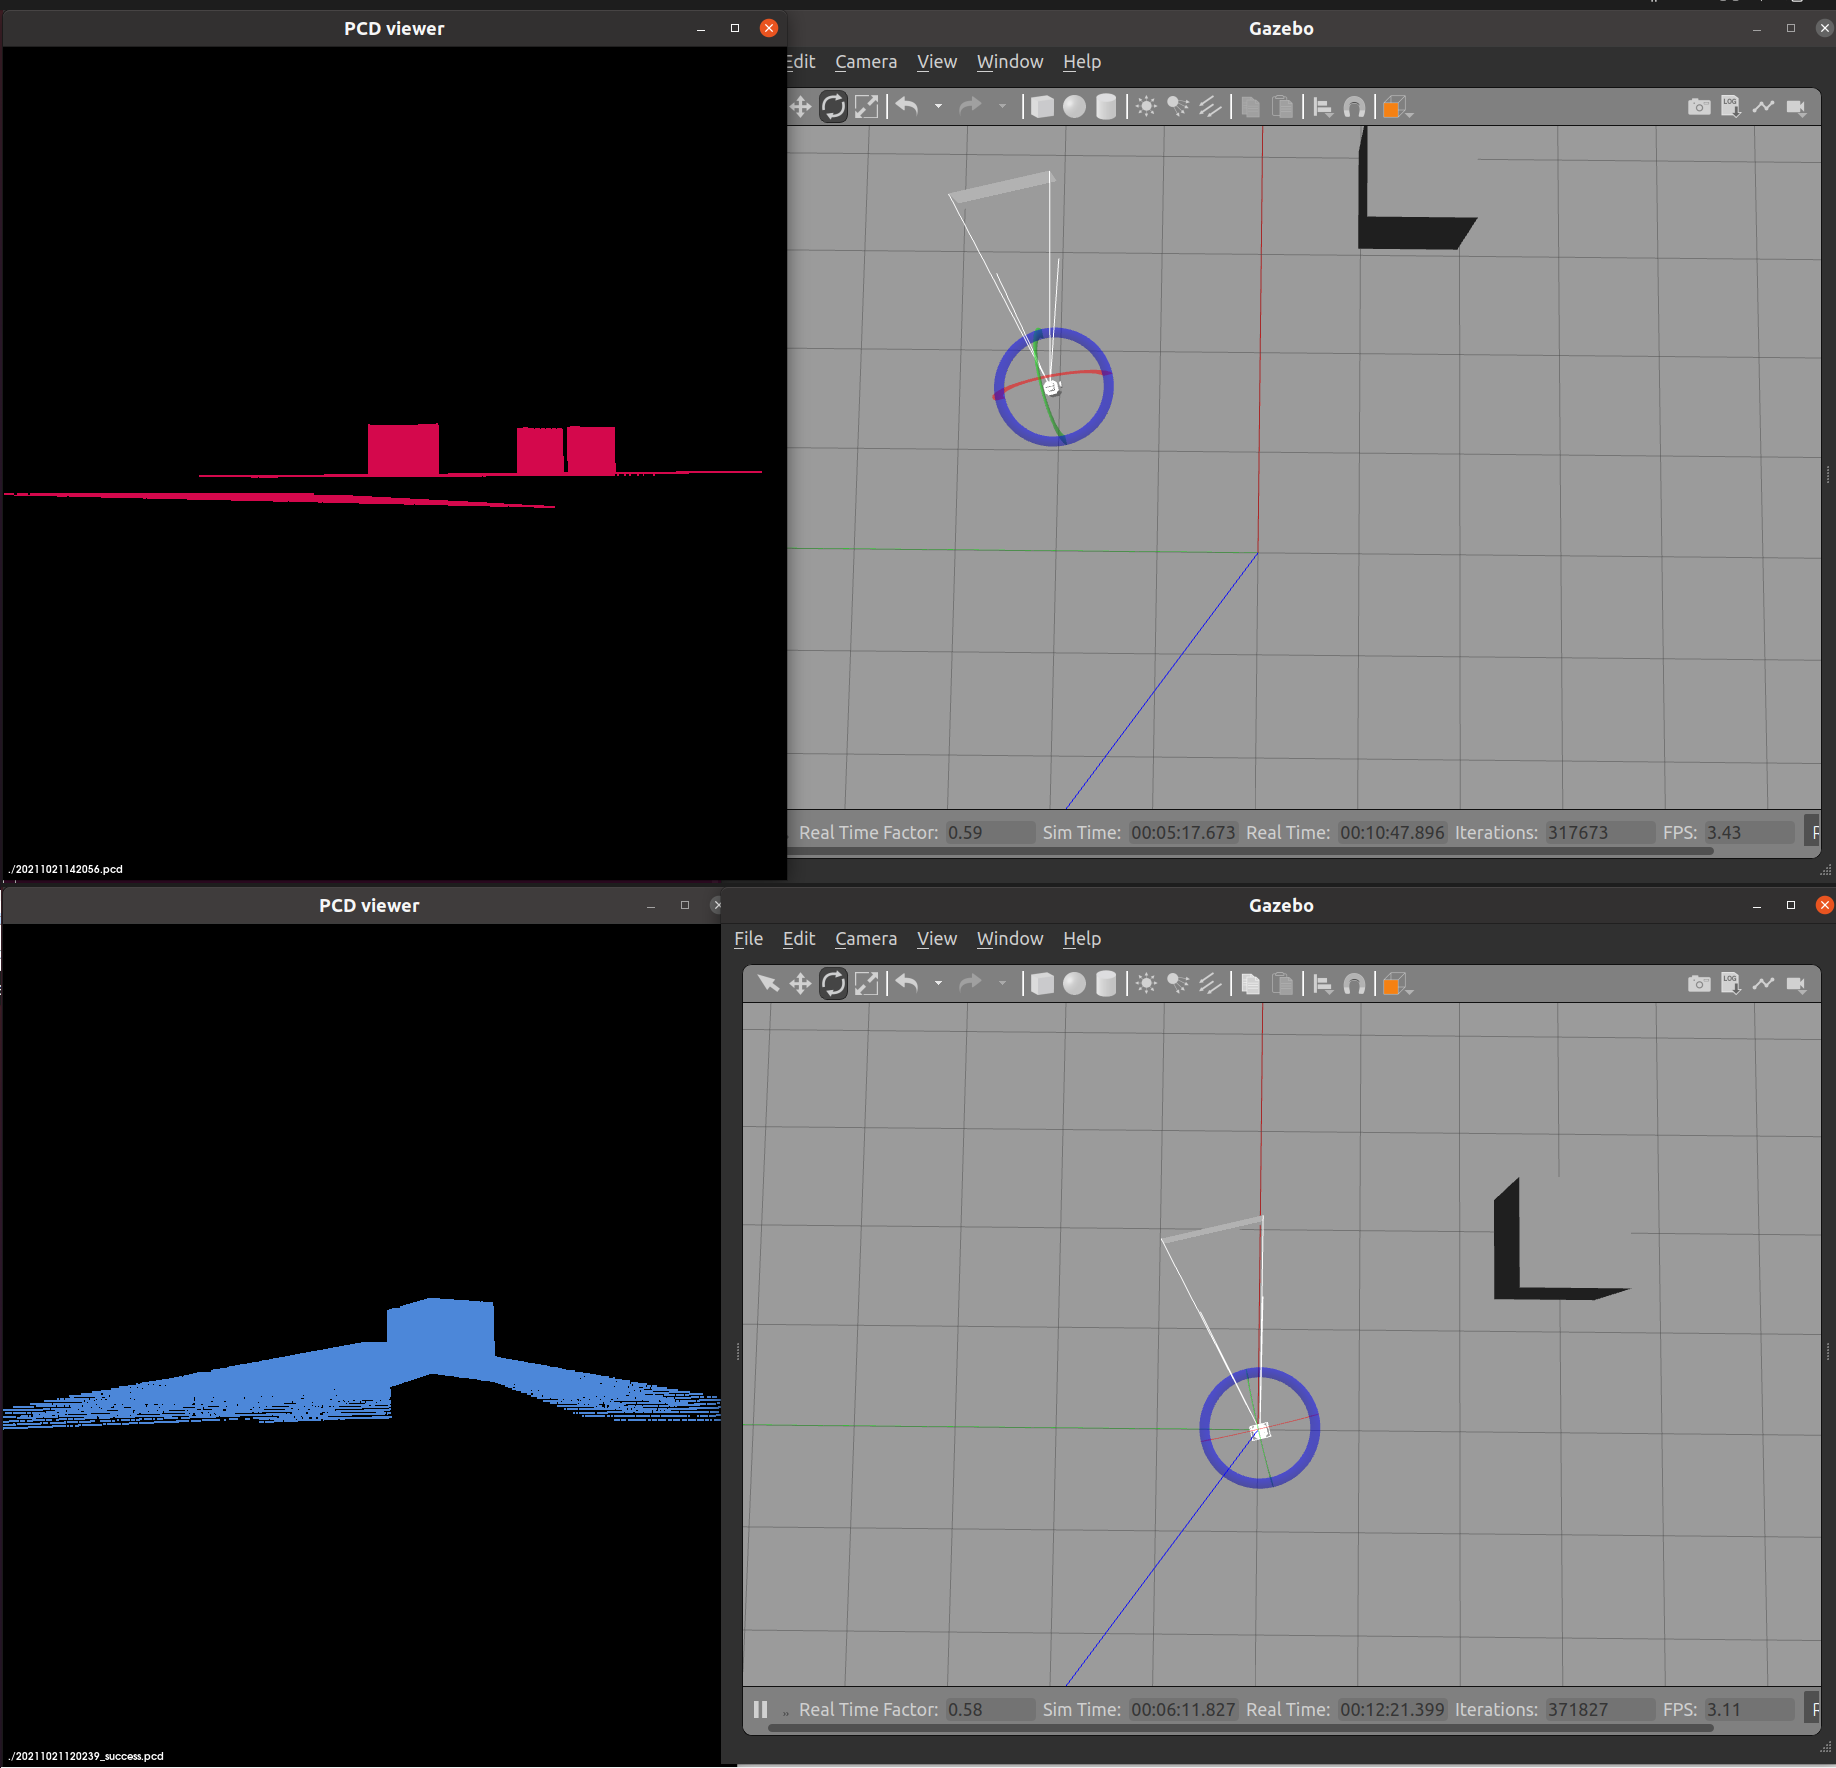 PCD viewer
Gazebo
Edit Camera View Window Help
LOG
Real Time Factor: 0.59 Sim Time: 00:05:17.673 Real Time: 00:10:47.896 Iterations: 317673 FPS: 3.43
./20211021142056.pcd
PCD viewer
Gazebo
File Edit Camera View Window Help
LOG
» Real Time Factor: 0.58 Sim Time: 00:06:11.827 Real Time: 00:12:21.399 Iterations: 371827 FPS: 3.11
./20211021120239_success.pcd